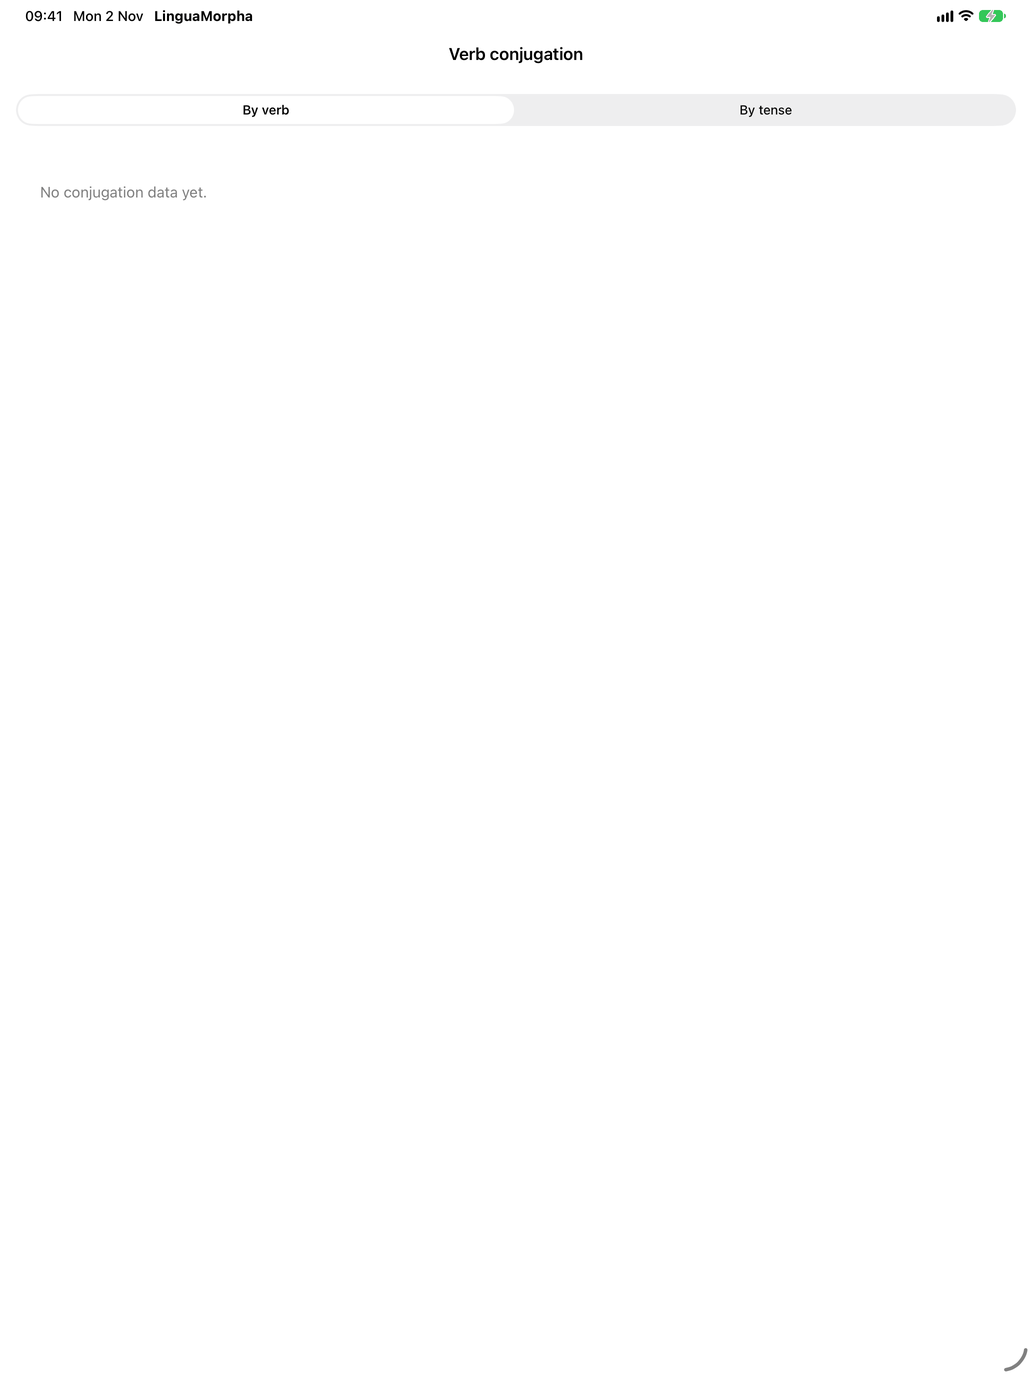 09:41 Mon 2 Nov LinguaMorpha
Verb conjugation
By verb By tense
No conjugation data yet.